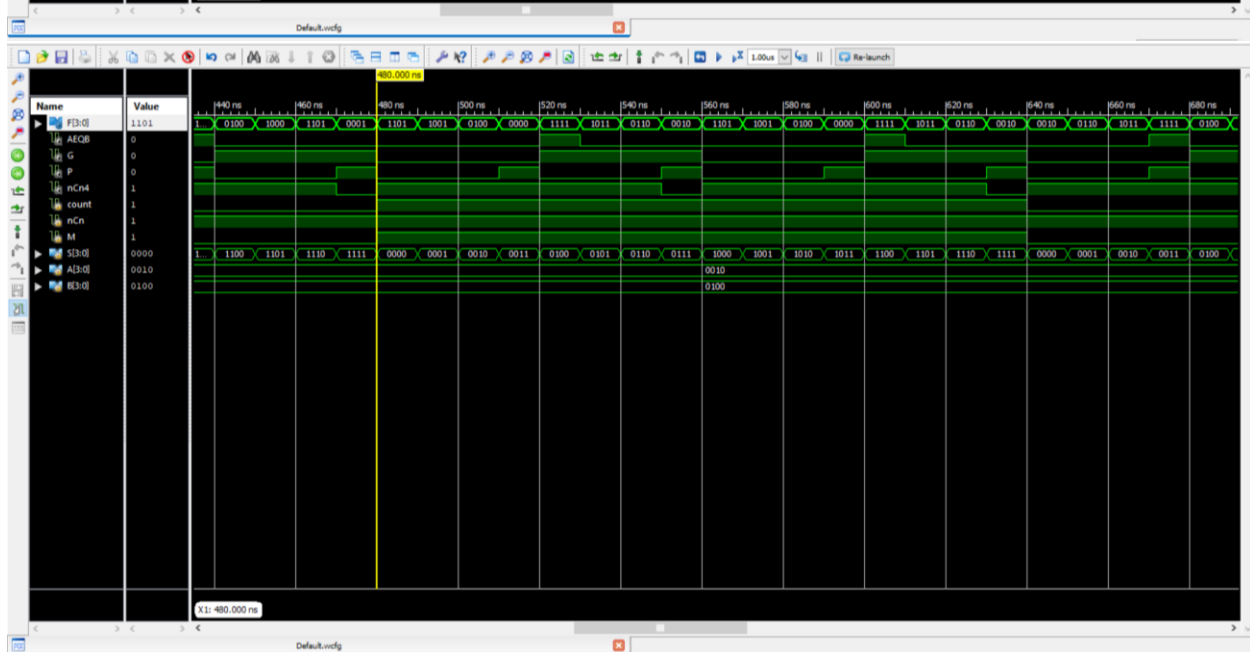 Default.wcfg
1.00us Re-launch
480.000 ns
Name Value
440 ns 460 ns 480 ns 500 ns 520 ns 540 ns 560 ns 580 ns 600 ns 620 ns 640 ns 660 ns 680 ns
F[3:0] 1101 1... 0100 1000 1101 0001 1101 1001 0100 0000 1111 1011 0110 0010 1101 1001 0100 0000 1111 1011 0110 0010 0010 0110 1011 1111 0100
AEQB 0
G 0
P 0
nCn4 1
count 1
nCn 1
M 1
S[3:0] 0000 1... 1100 1101 1110 1111 0000 0001 0010 0011 0100 0101 0110 0111 1000 1001 1010 1011 1100 1101 1110 1111 0000 0001 0010 0011 0100
A[3:0] 0010 0010
B[3:0] 0100 0100
X1: 480.000 ns
Default.wcfg